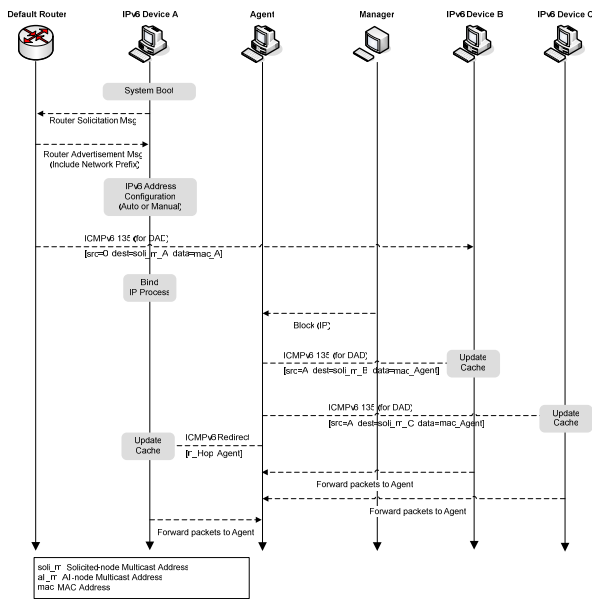 Default Router
IPv6 Device A
Agent
Manager
IPv6 Device B
IPv6 Device C
System Boot
Router Solicitation Msg
Router Advertisement Msg
(Include Network Prefix)
IPv6 Address
Configuration
(Auto or Manual)
ICMPv6 135 (for DAD)
[src=0 dest=soli_m_A data=mac_A]
Bind
IP Process
Block (IP)
ICMPv6 135 (for DAD)
[src=A dest=soli_m_B data=mac_Agent]
Update
Cache
ICMPv6 135 (for DAD)
[src=A dest=soli_m_C data=mac_Agent]
Update
Cache
Update
Cache
ICMPv6 Redirect
[n_Hop Agent]
Forward packets to Agent
Forward packets to Agent
Forward packets to Agent
soli_m Solicited-node Multicast Address
al_m Al-node Multicast Address
mac MAC Address